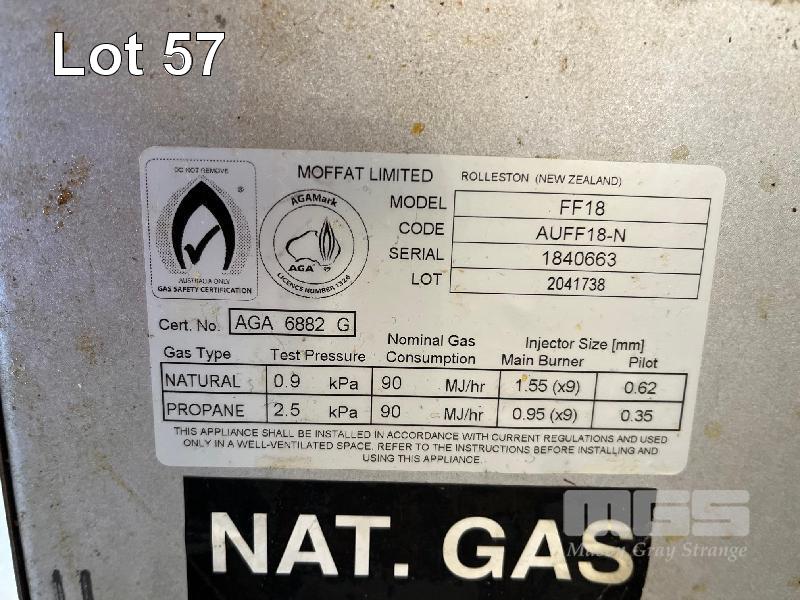 Lot 57
DO NOT REMOVE
®
AUSTRALIA ONLY
GAS SAFETY CERTIFICATION
AGAMark
AGA
LICENCE NUMBER 1324
MOFFAT LIMITED ROLLESTON (NEW ZEALAND)
MODEL FF18
CODE AUFF18-N
SERIAL 1840663
LOT 2041738
Cert. No. AGA 6882 G
Gas Type Test Pressure Nominal Gas Consumption Injector Size [mm] Main Burner Pilot
NATURAL 0.9 kPa 90 MJ/hr 1.55 (x9) 0.62
PROPANE 2.5 kPa 90 MJ/hr 0.95 (x9) 0.35
THIS APPLIANCE SHALL BE INSTALLED IN ACCORDANCE WITH CURRENT REGULATIONS AND USED
ONLY IN A WELL-VENTILATED SPACE. REFER TO THE INSTRUCTIONS BEFORE INSTALLING AND
USING THIS APPLIANCE.
NAT. GAS
MGS
Macey Gray Strange